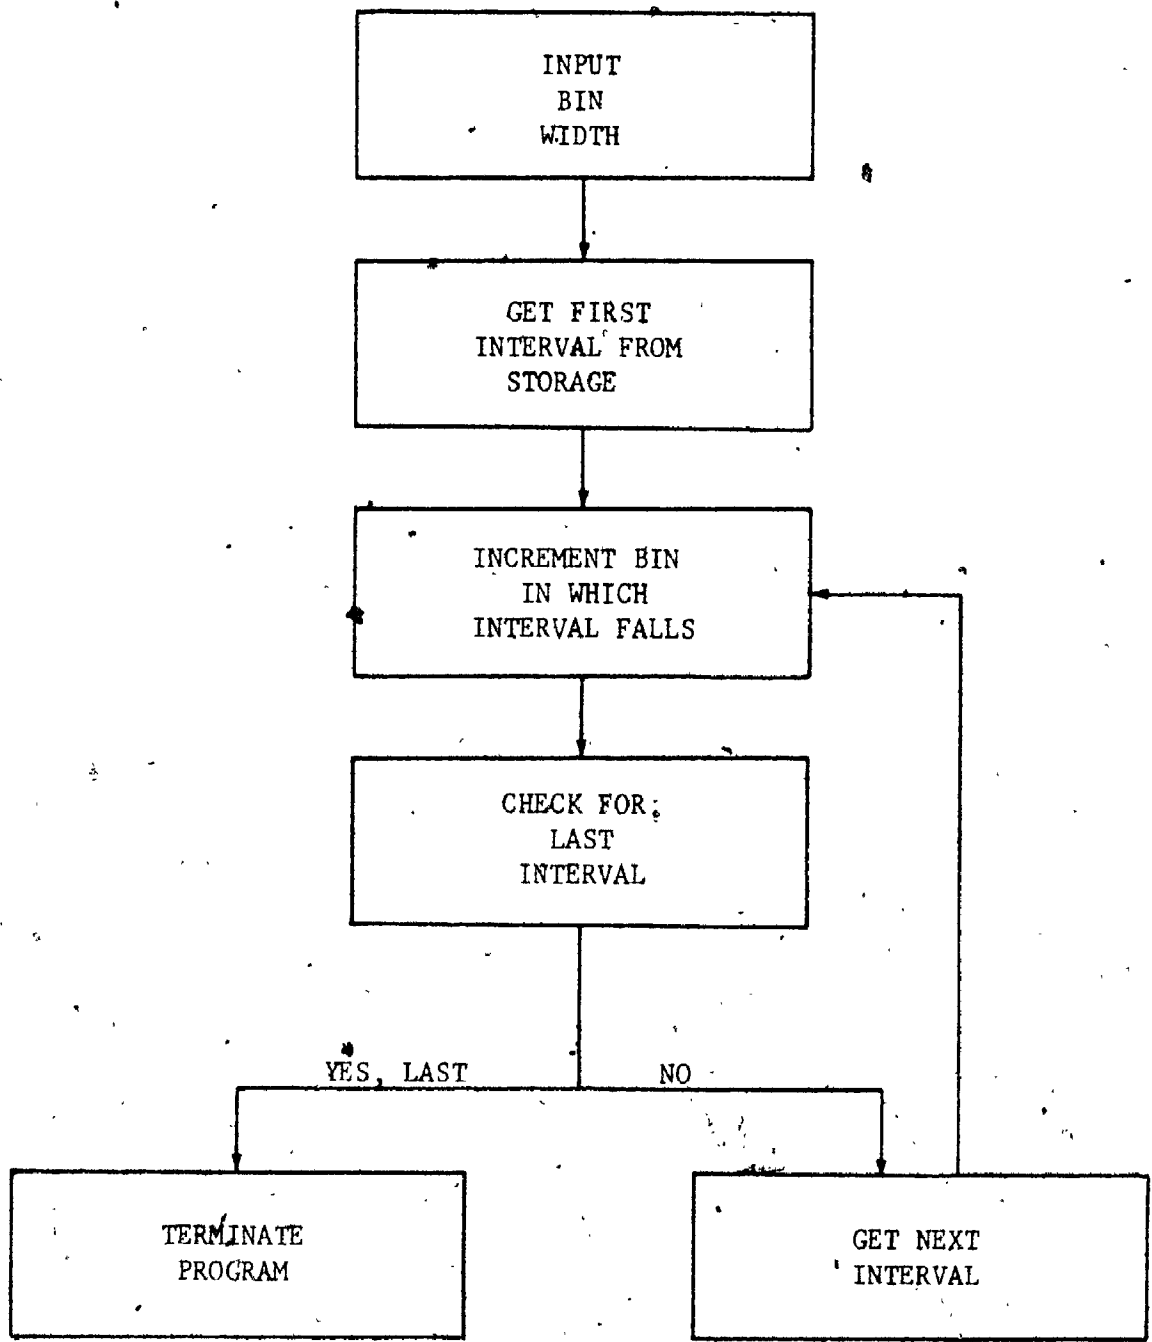 INPUT
BIN
WIDTH
GET FIRST
INTERVAL FROM
STORAGE
INCREMENT BIN
IN WHICH
INTERVAL FALLS
CHECK FOR
LAST
INTERVAL
YES, LAST
NO
TERMINATE
PROGRAM
GET NEXT
INTERVAL